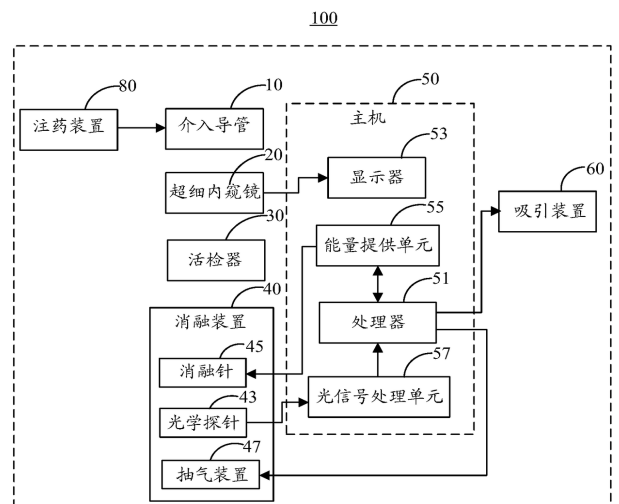 100
80
10
50
注药装置
介入导管
主机
53
20
显示器
60
超细内窥镜
55
吸引装置
30
能量提供单元
活检器
51
40
处理器
消融装置
45
57
消融针
43
光信号处理单元
光学探针
47
抽气装置